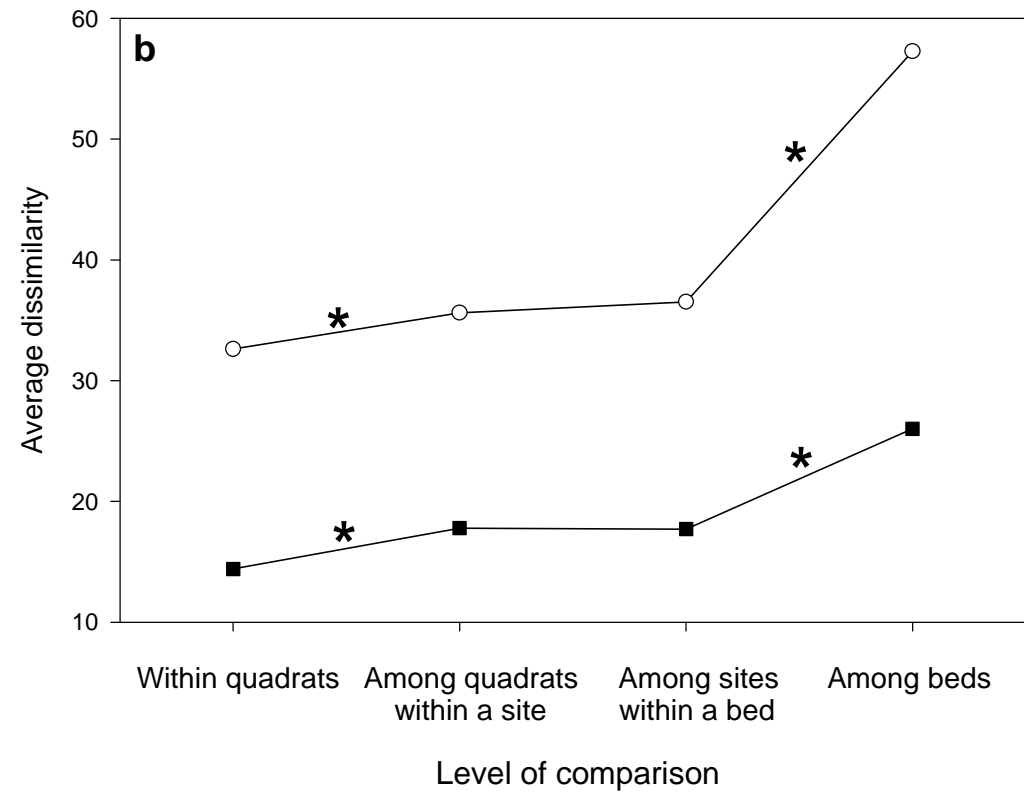 b
60
50
40
30
20
10
Average dissimilarity
*
*
*
*
Within quadrats
Among quadrats
within a site
Among sites
within a bed
Among beds
Level of comparison